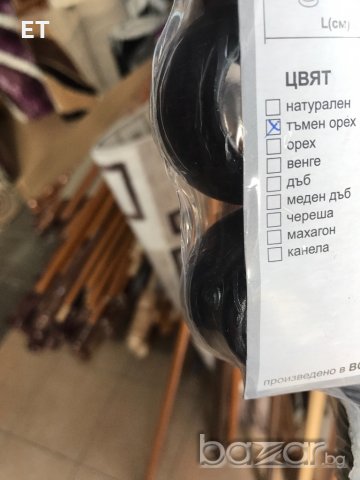 ET
L(см)
ЦВЯТ
натурален
тъмен орех
орех
венге
дъб
меден дъб
череша
махагон
канела
произведено в
bazar.bg